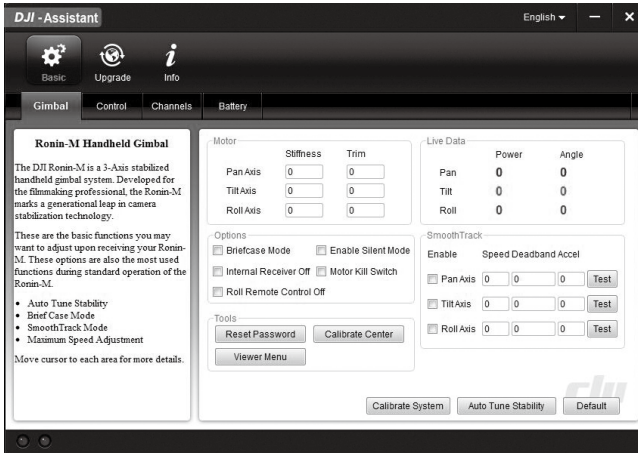 DJI - Assistant
English
Basic
Upgrade
Info
Gimbal
Control
Channels
Battery
Ronin-M Handheld Gimbal
The DJI Ronin-M is a 3-Axis stabilized
handheld gimbal system. Developed for
the filmmaking professional, the Ronin-M
marks a generational leap in camera
stabilization technology.
These are the basic functions you may
want to adjust upon receiving your Ronin-
M. These options are also the most used
functions during standard operation of the
Ronin-M.
• Auto Tune Stability
• Brief Case Mode
• SmoothTrack Mode
• Maximum Speed Adjustment
Move cursor to each area for more details.
Motor
Stiffness Trim
Pan Axis 0 0
Tilt Axis 0 0
Roll Axis 0 0
Options
Briefcase Mode Enable Silent Mode
Internal Receiver Off Motor Kill Switch
Roll Remote Control Off
Tools
Reset Password Calibrate Center
Viewer Menu
Live Data
Power Angle
Pan 0 0
Tilt 0 0
Roll 0 0
SmoothTrack
Enable Speed Deadband Accel
Pan Axis 0 0 0 Test
Tilt Axis 0 0 0 Test
Roll Axis 0 0 0 Test
dji
Calibrate System Auto Tune Stability Default